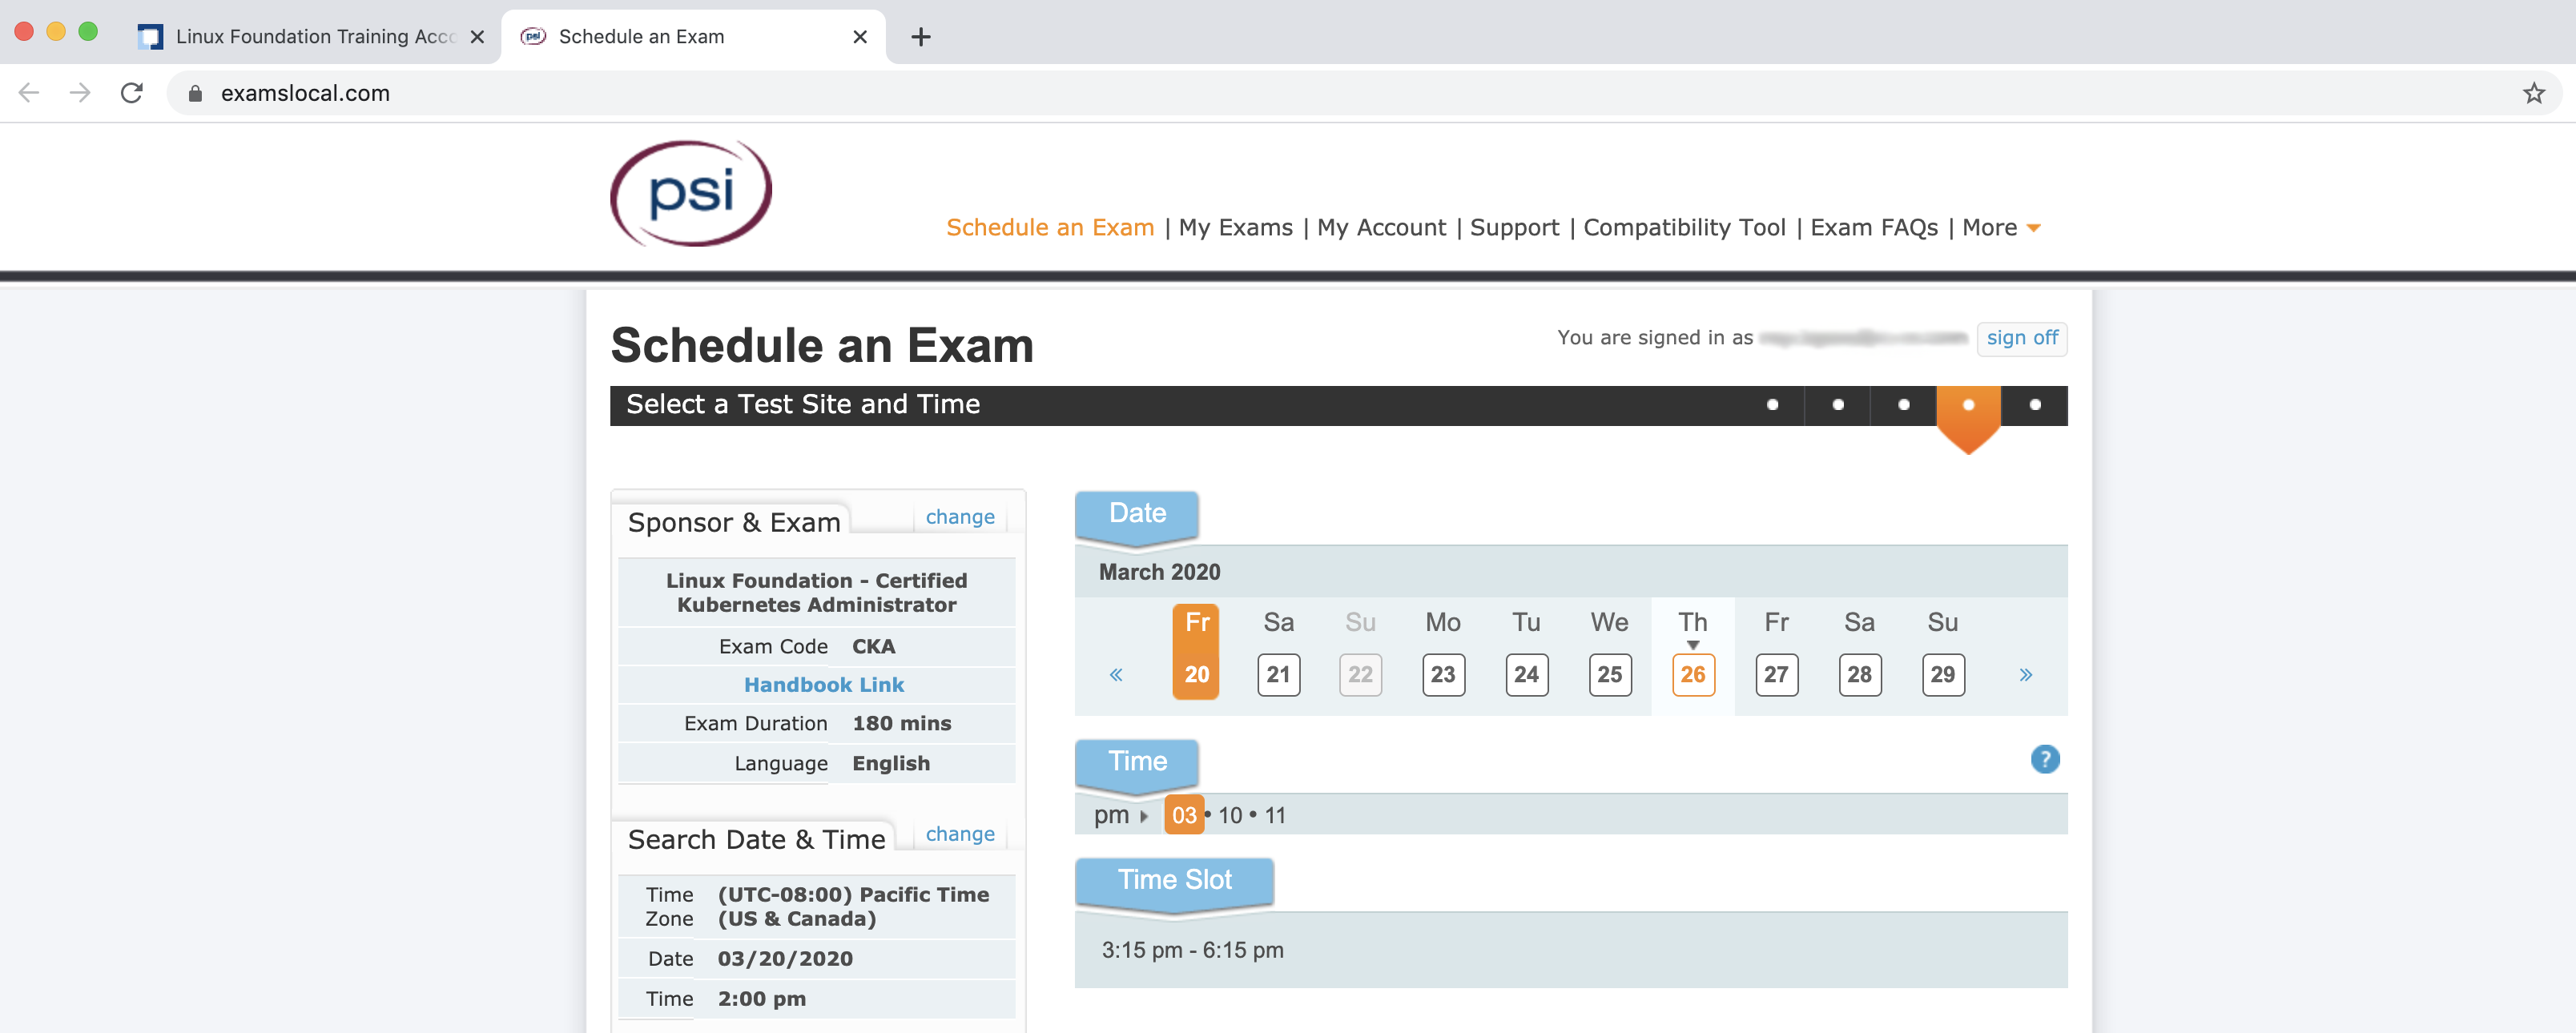 Linux Foundation Training Acco
psi Schedule an Exam
examslocal.com
psi
Schedule an Exam | My Exams | My Account | Support | Compatibility Tool | Exam FAQs | More
Schedule an Exam
You are signed in as
sign off
Select a Test Site and Time
Sponsor & Exam change
Linux Foundation - Certified
Kubernetes Administrator
Exam Code CKA
Handbook Link
Exam Duration 180 mins
Language English
Search Date & Time change
Time (UTC-08:00) Pacific Time
Zone (US & Canada)
Date 03/20/2020
Time 2:00 pm
Date
March 2020
Fr Sa Su Mo Tu We Th Fr Sa Su
« 20 21 22 23 24 25 26 27 28 29 »
Time ?
pm 03 • 10 • 11
Time Slot
3:15 pm - 6:15 pm